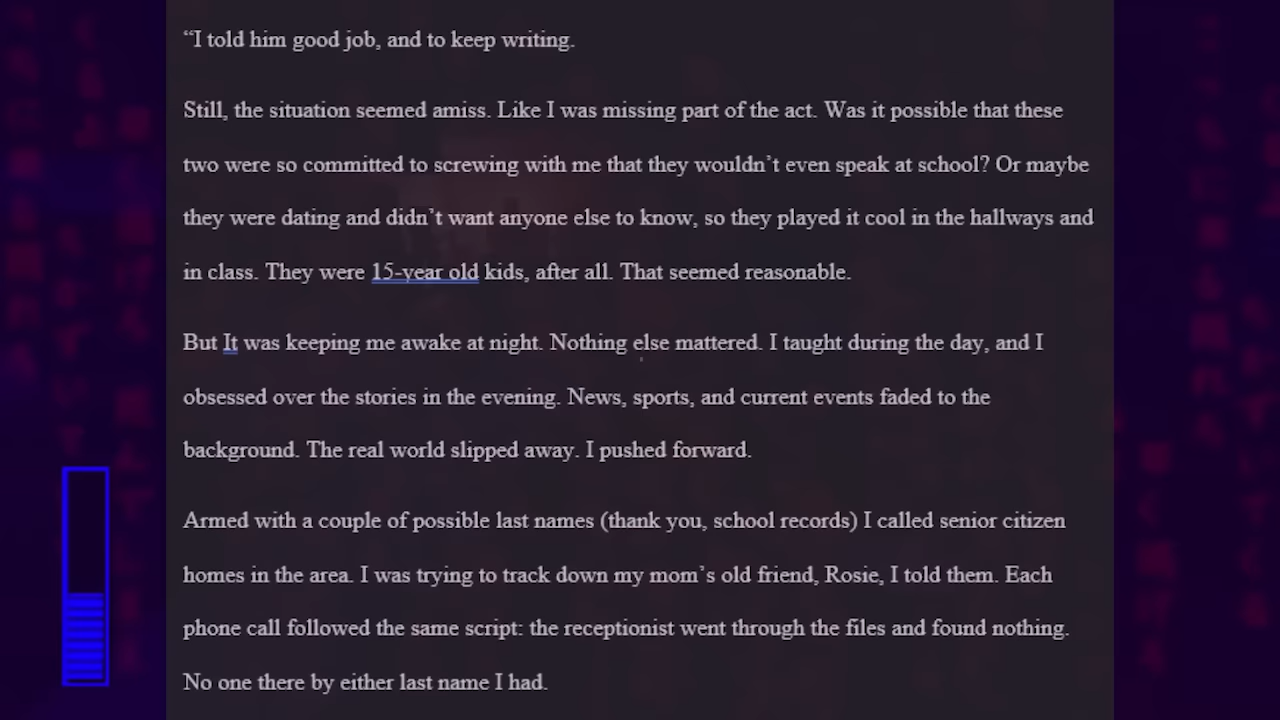 “I told him good job, and to keep writing.
Still, the situation seemed amiss. Like I was missing part of the act. Was it possible that these
two were so committed to screwing with me that they wouldn’t even speak at school? Or maybe
they were dating and didn’t want anyone else to know, so they played it cool in the hallways and
in class. They were 15-year old kids, after all. That seemed reasonable.
But It was keeping me awake at night. Nothing else mattered. I taught during the day, and I
obsessed over the stories in the evening. News, sports, and current events faded to the
background. The real world slipped away. I pushed forward.
Armed with a couple of possible last names (thank you, school records) I called senior citizen
homes in the area. I was trying to track down my mom’s old friend, Rosie, I told them. Each
phone call followed the same script: the receptionist went through the files and found nothing.
No one there by either last name I had.